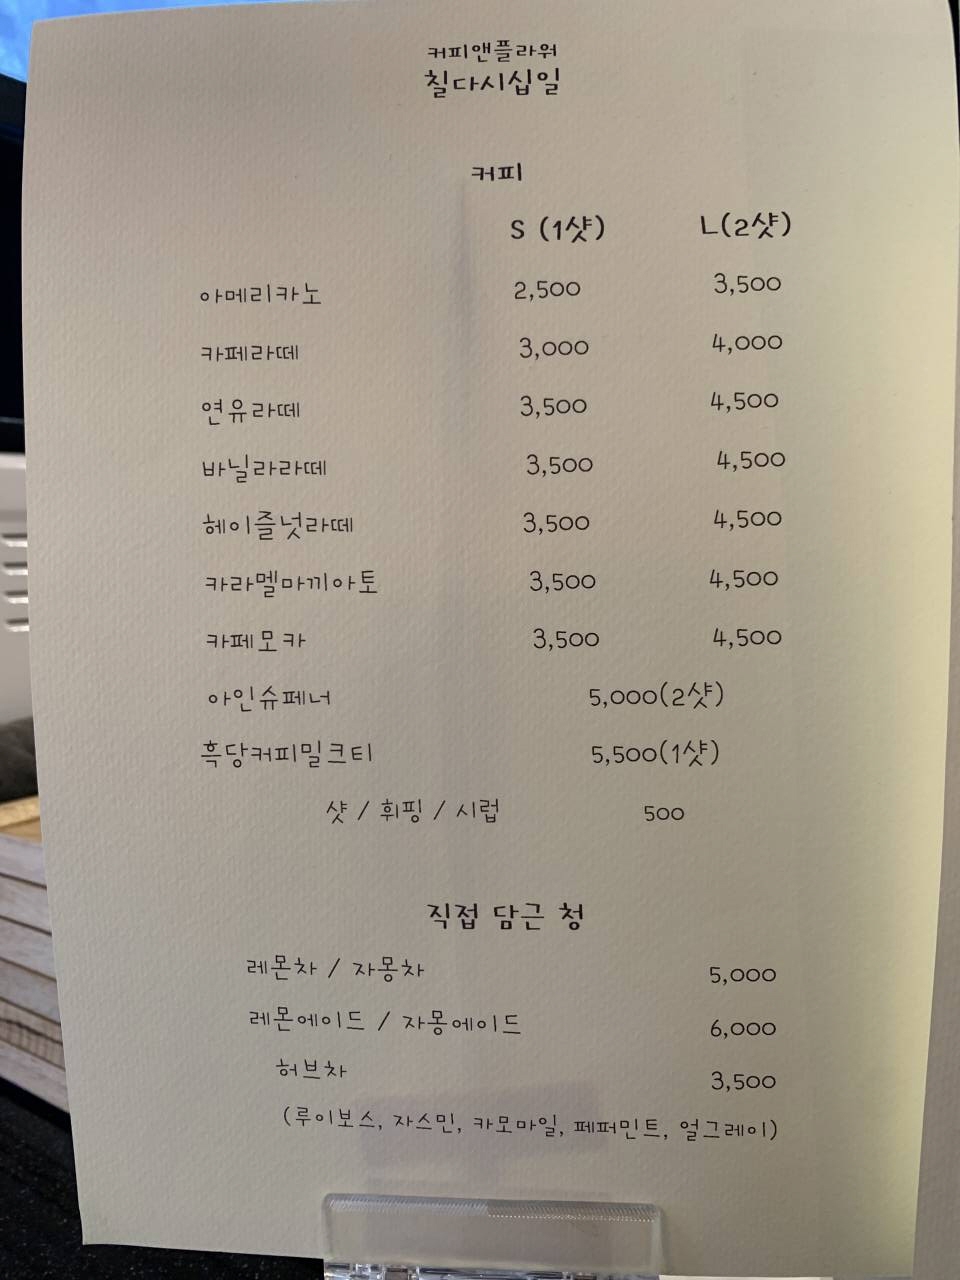 커피앤플라워
칠다시십일
커피
S (1샷) L(2샷)
아메리카노 2,500 3,500
카페라떼 3,000 4,000
연유라떼 3,500 4,500
바닐라라떼 3,500 4,500
헤이즐넛라떼 3,500 4,500
카라멜마끼아토 3,500 4,500
카페모카 3,500 4,500
아인슈페너 5,000(2샷)
흑당커피밀크티 5,500(1샷)
샷 / 휘핑 / 시럽 500
직접 담근 청
레몬차 / 자몽차 5,000
레몬에이드 / 자몽에이드 6,000
허브차 3,500
(루이보스, 자스민, 카모마일, 페퍼민트, 얼그레이)